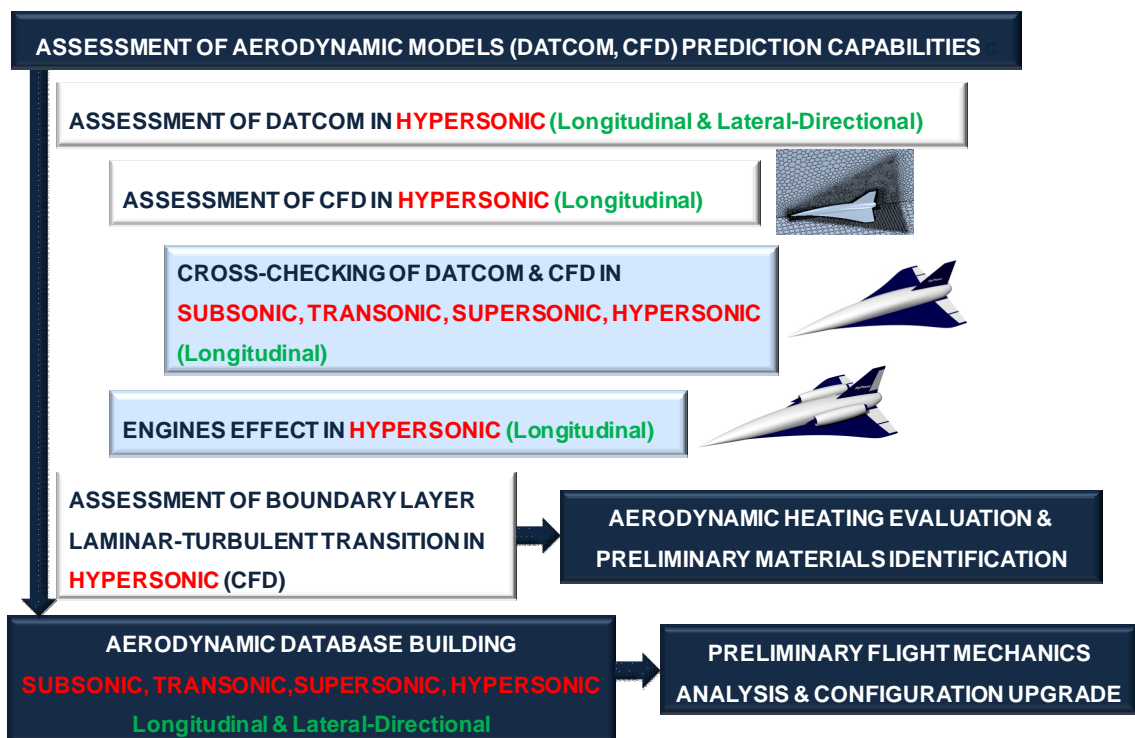 ASSESSMENT OF AERODYNAMIC MODELS (DATCOM, CFD) PREDICTION CAPABILITIES c
ASSESSMENT OF DATCOM IN HYPERSONIC (Longitudinal & Lateral-Directional)
ASSESSMENT OF CFD IN HYPERSONIC (Longitudinal)
CROSS-CHECKING OF DATCOM & CFD IN
SUBSONIC, TRANSONIC, SUPERSONIC, HYPERSONIC
(Longitudinal)
ENGINES EFFECT IN HYPERSONIC (Longitudinal)
ASSESSMENT OF BOUNDARY LAYER
LAMINAR-TURBULENT TRANSITION IN
HYPERSONIC (CFD)
AERODYNAMIC HEATING EVALUATION &
PRELIMINARY MATERIALS IDENTIFICATION
AERODYNAMIC DATABASE BUILDING
SUBSONIC, TRANSONIC,SUPERSONIC, HYPERSONIC
Longitudinal & Lateral-Directional
PRELIMINARY FLIGHT MECHANICS
ANALYSIS & CONFIGURATION UPGRADE